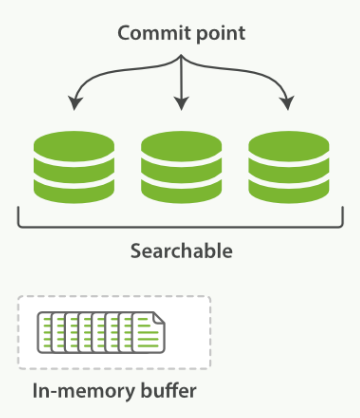 Commit point
Searchable
In-memory buffer